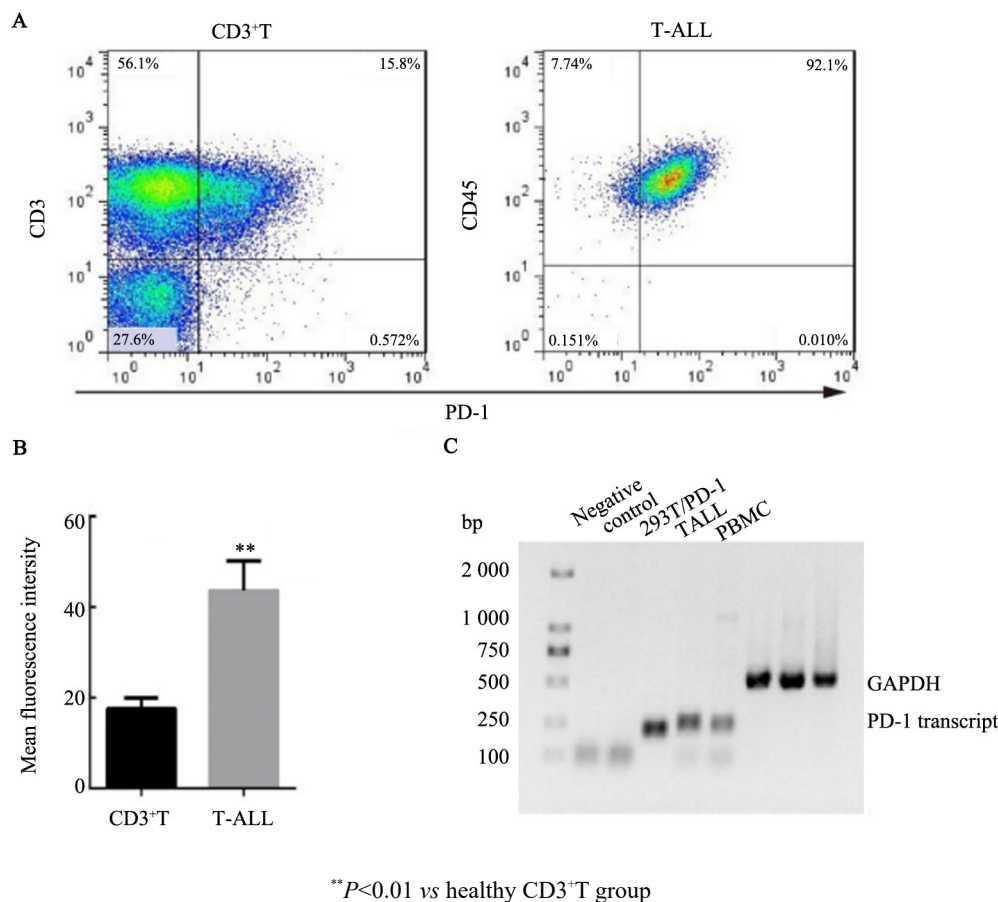 A
CD3⁺T
T-ALL
56.1%
15.8%
27.6%
0.572%
10⁴
10³
10²
10¹
10⁰
CD3
10⁰
10¹
10²
10³
10⁴
7.74%
92.1%
0.151%
0.010%
10⁴
10³
10²
10¹
10⁰
CD45
10⁰
10¹
10²
10³
10⁴
PD-1
B
60
40
20
0
Mean fluorescence intersity
**
CD3⁺T
T-ALL
C
bp
Negative
control
293T/PD-1
TALL
PBMC
2 000
1 000
750
500
250
100
GAPDH
PD-1 transcript
**P<0.01 vs healthy CD3⁺T group